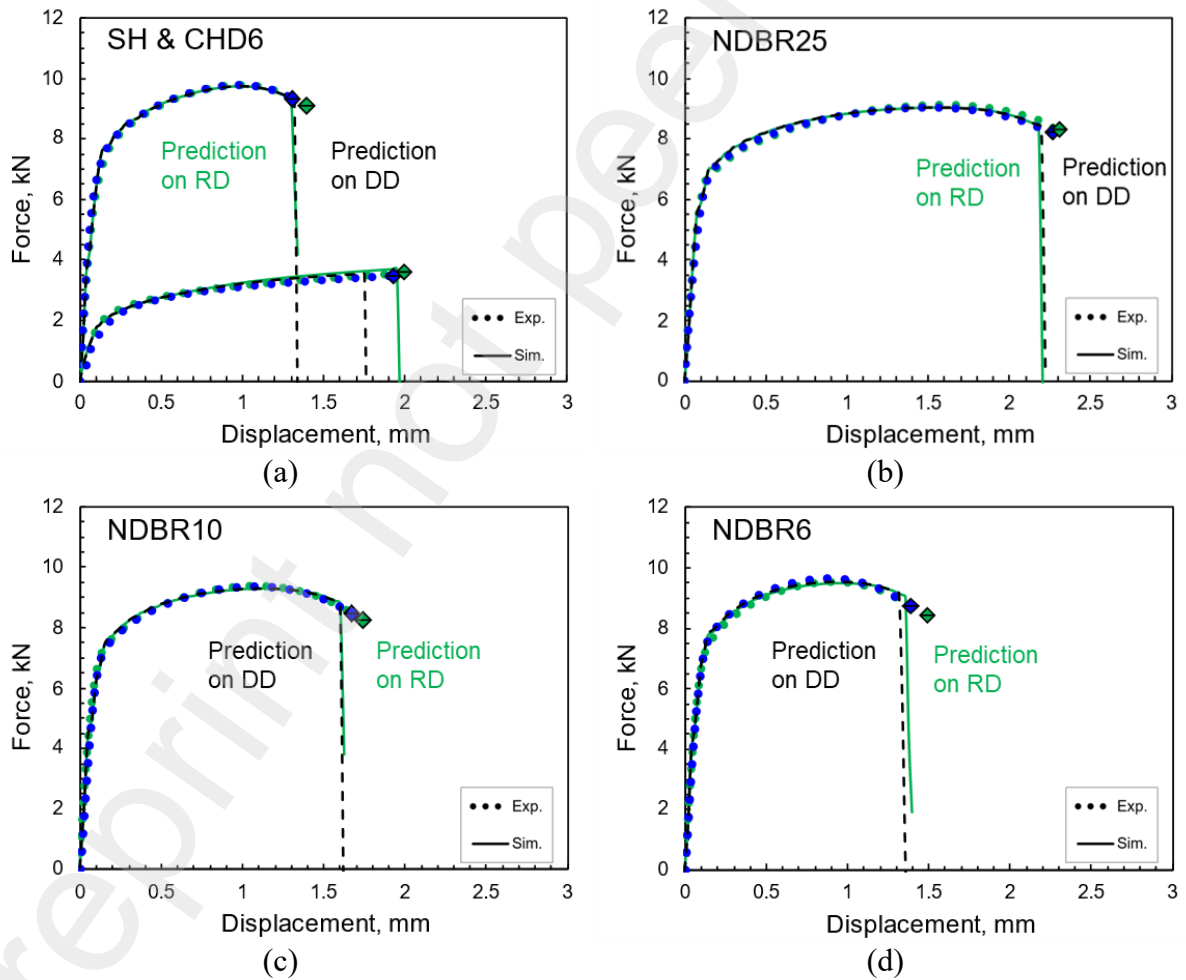 SH & CHD6
12
10
8
6
4
2
0
Force, kN
Prediction
on RD
Prediction
on DD
Exp.
Sim.
0 0.5 1 1.5 2 2.5 3
Displacement, mm
(a)
NDBR25
12
10
8
6
4
2
0
Force, kN
Prediction
on RD
Prediction
on DD
Exp.
Sim.
0 0.5 1 1.5 2 2.5 3
Displacement, mm
(b)
NDBR10
12
10
8
6
4
2
0
Force, kN
Prediction
on DD
Prediction
on RD
Exp.
Sim.
0 0.5 1 1.5 2 2.5 3
Displacement, mm
(c)
NDBR6
12
10
8
6
4
2
0
Force, kN
Prediction
on DD
Prediction
on RD
Exp.
Sim.
0 0.5 1 1.5 2 2.5 3
Displacement, mm
(d)
reprint not pee